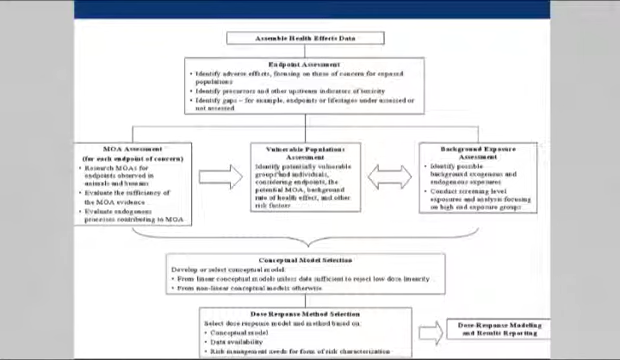 Assemble Health Effects Data
Endpoint Assessment
• Identify adverse effects, focusing on those of concern for exposed
populations
• Identify precursors and other upstream indicators of toxicity
• Identify gaps – for example, endpoints or lifestages under assessed or
not assessed
MOA Assessment
(for each endpoint of concern)
• Research MOAs for
endpoints observed in
animals and humans
• Evaluate the sufficiency of
the MOA evidence
• Evaluate endogenous
processes contributing to MOA
Vulnerable Populations
Assessment
Identify potentially vulnerable
groups and individuals,
considering endpoints, the
potential MOA, background
rate of health effect, and other
risk factors
Background Exposure
Assessment
• Identify possible
background exogenous and
endogenous exposures
• Conduct screening level
exposures and analysis focusing
on high end exposure groups
Conceptual Model Selection
Develop or select conceptual model:
• From linear conceptual models unless data sufficient to reject low dose linearity
• From non-linear conceptual models otherwise
Dose Response Method Selection
Select dose response model and method based on:
• Conceptual model
• Data availability
• Risk management needs for form of risk characterization
Dose-Response Modeling
and Results Reporting